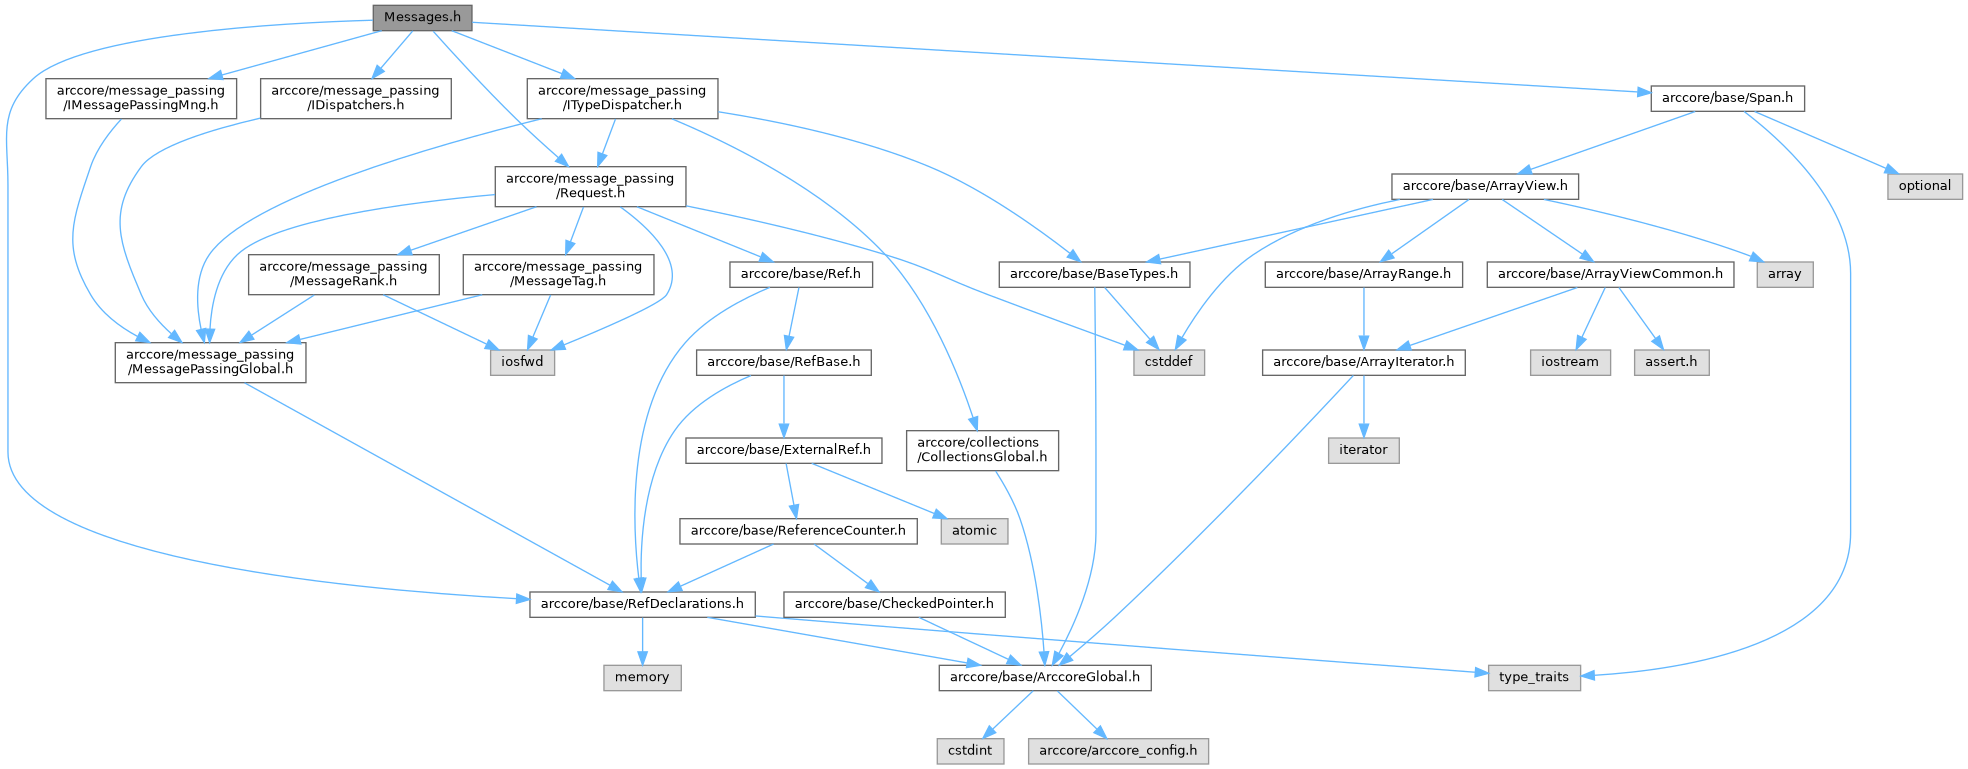 Messages.h
arccore/message_passing
/IMessagePassingMng.h
arccore/message_passing
/IDispatchers.h
arccore/message_passing
/ITypeDispatcher.h
arccore/base/Span.h
arccore/message_passing
/Request.h
arccore/base/ArrayView.h
optional
arccore/message_passing
/MessageRank.h
arccore/message_passing
/MessageTag.h
arccore/base/Ref.h
arccore/base/BaseTypes.h
arccore/base/ArrayRange.h
arccore/base/ArrayViewCommon.h
array
arccore/message_passing
/MessagePassingGlobal.h
iosfwd
arccore/base/RefBase.h
cstddef
arccore/base/ArrayIterator.h
iostream
assert.h
arccore/base/ExternalRef.h
arccore/collections
/CollectionsGlobal.h
iterator
arccore/base/ReferenceCounter.h
atomic
arccore/base/RefDeclarations.h
arccore/base/CheckedPointer.h
memory
arccore/base/ArccoreGlobal.h
type_traits
cstdint
arccore/arccore_config.h